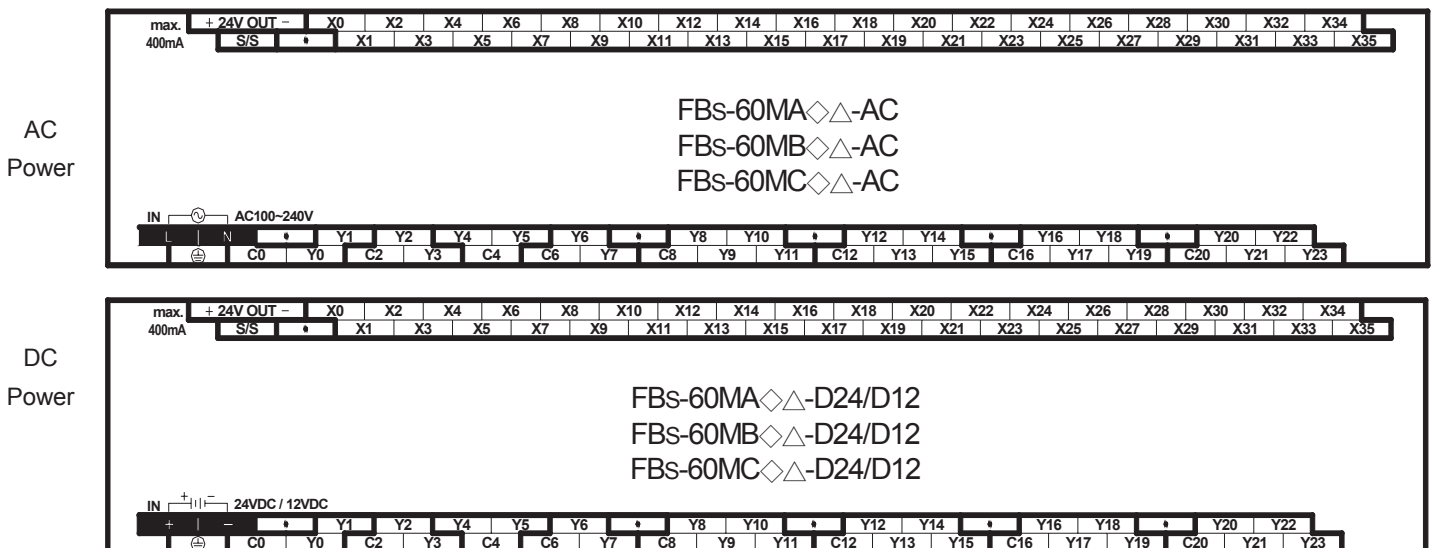 max. + 24V OUT − X0 X2 X4 X6 X8 X10 X12 X14 X16 X18 X20 X22 X24 X26 X28 X30 X32 X34
400mA S/S • X1 X3 X5 X7 X9 X11 X13 X15 X17 X19 X21 X23 X25 X27 X29 X31 X33 X35
AC
Power
FBs-60MA◇△-AC
FBs-60MB◇△-AC
FBs-60MC◇△-AC
IN AC100~240V
L N • Y1 Y2 Y4 Y5 Y6 • Y8 Y10 • Y12 Y14 • Y16 Y18 • Y20 Y22
C0 Y0 C2 Y3 C4 C6 Y7 C8 Y9 Y11 C12 Y13 Y15 C16 Y17 Y19 C20 Y21 Y23
max. + 24V OUT − X0 X2 X4 X6 X8 X10 X12 X14 X16 X18 X20 X22 X24 X26 X28 X30 X32 X34
400mA S/S • X1 X3 X5 X7 X9 X11 X13 X15 X17 X19 X21 X23 X25 X27 X29 X31 X33 X35
DC
Power
FBs-60MA◇△-D24/D12
FBs-60MB◇△-D24/D12
FBs-60MC◇△-D24/D12
IN + − 24VDC / 12VDC
+ − • Y1 Y2 Y4 Y5 Y6 • Y8 Y10 • Y12 Y14 • Y16 Y18 • Y20 Y22
C0 Y0 C2 Y3 C4 C6 Y7 C8 Y9 Y11 C12 Y13 Y15 C16 Y17 Y19 C20 Y21 Y23